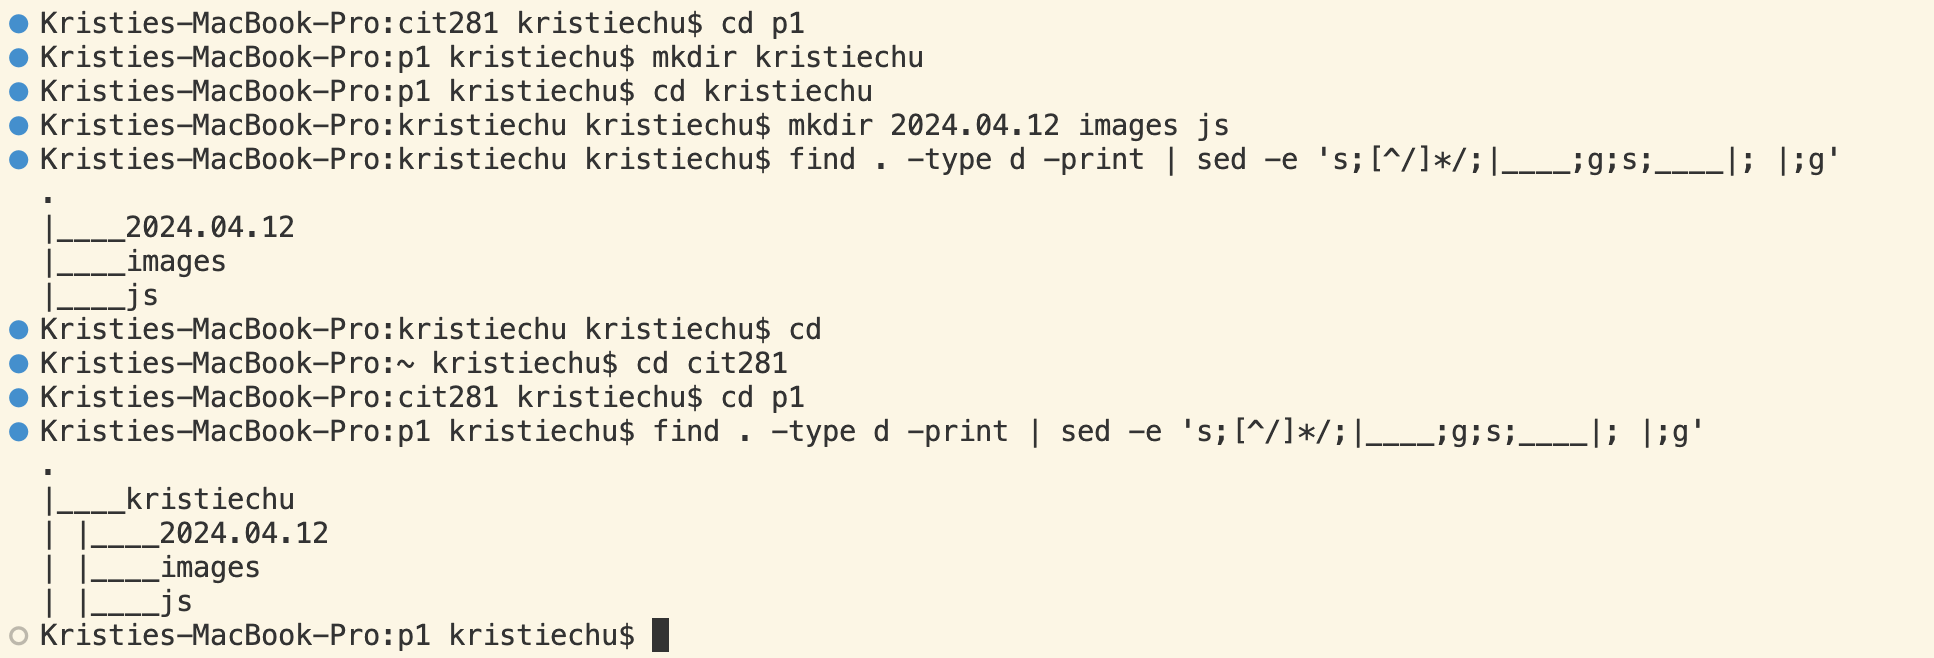 Kristies-MacBook-Pro:cit281 kristiechu$ cd p1
Kristies-MacBook-Pro:p1 kristiechu$ mkdir kristiechu
Kristies-MacBook-Pro:p1 kristiechu$ cd kristiechu
Kristies-MacBook-Pro:kristiechu kristiechu$ mkdir 2024.04.12 images js
Kristies-MacBook-Pro:kristiechu kristiechu$ find . -type d -print | sed -e 's;[^/]*/;|____;g;s;____|; |;g'
.
|____2024.04.12
|____images
|____js
Kristies-MacBook-Pro:kristiechu kristiechu$ cd
Kristies-MacBook-Pro:~ kristiechu$ cd cit281
Kristies-MacBook-Pro:cit281 kristiechu$ cd p1
Kristies-MacBook-Pro:p1 kristiechu$ find . -type d -print | sed -e 's;[^/]*/;|____;g;s;____|; |;g'
.
|____kristiechu
| |____2024.04.12
| |____images
| |____js
Kristies-MacBook-Pro:p1 kristiechu$